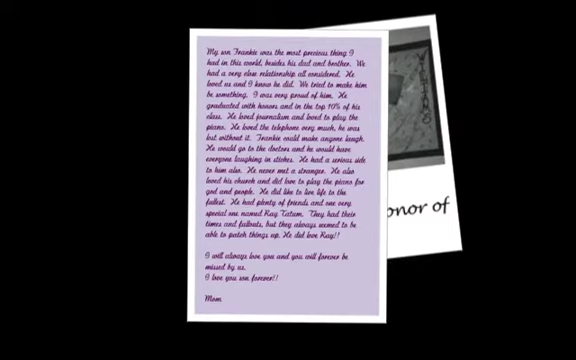 My son Frankie was the most precious thing I
had in this world, besides his dad and brother. We
had a very close relationship all considered. He
loved us and I know he did. We tried to make him
be something. I was very proud of him. He
graduated with honors and in the top 10% of his
class. He loved journalism and loved to play the
piano. He loved the telephone very much, he was
lost without it. Frankie could make anyone laugh.
He would go to the doctors and he would have
everyone laughing in stitches. He had a serious side
to him also. He never met a stranger. He also
loved his church and did love to play the piano for
god and people. He did like to live life to the
fullest. He had plenty of friends and one very
special one named Ray Tatum. They had their
times and fallouts, but they always seemed to be
able to patch things up. He did love Ray!!
I will always love you and you will forever be
missed by us.
I love you son forever!!
Mom
onor of